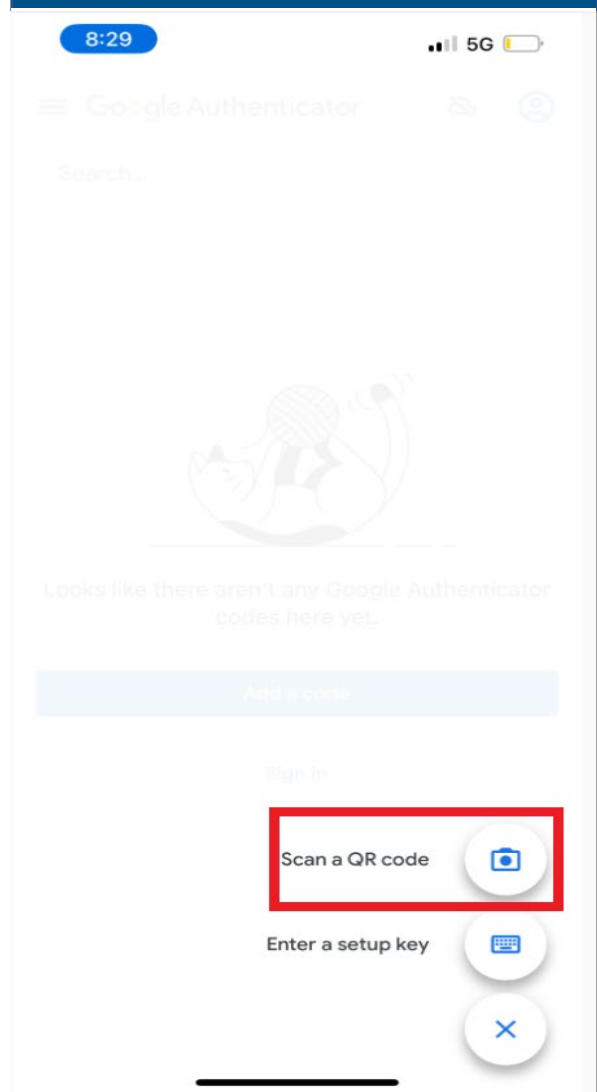 8:29
5G
Google Authenticator
Search...
Looks like there aren't any Google Authenticator
codes here yet.
Add a code
Sign in
Scan a QR code
Enter a setup key